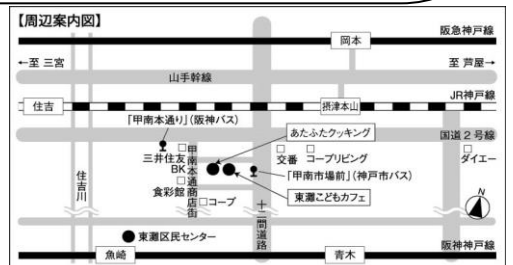 【周辺案内図】
阪急神戸線
岡本
←至 三宮
至 芦屋→
山手幹線
JR神戸線
住吉
摂津本山
「甲南本通り」(阪神バス)
あたふたクッキング
国道2号線
三井住友
BK
交番
コープリビング
ダイエー
「甲南市場前」(神戸市バス)
食彩館
東灘こどもカフェ
コープ
甲南本通商店街
住吉川
十二間道路
N
東灘区民センター
魚崎
青木
阪神神戸線